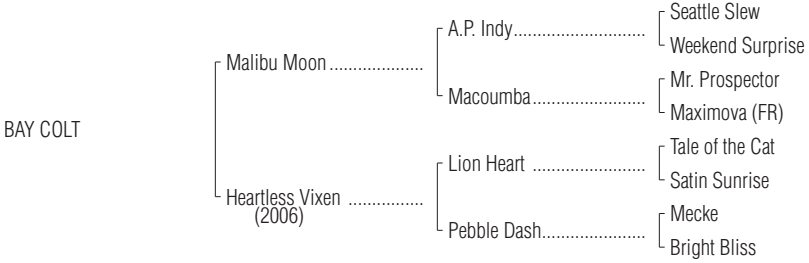 Seattle Slew
A.P. Indy............................
Weekend Surprise
Malibu Moon....................
Mr. Prospector
Macoumba........................
Maximova (FR)
BAY COLT
Tale of the Cat
Lion Heart ........................
Satin Sunrise
Heartless Vixen ................
(2006)
Mecke
Pebble Dash......................
Bright Bliss